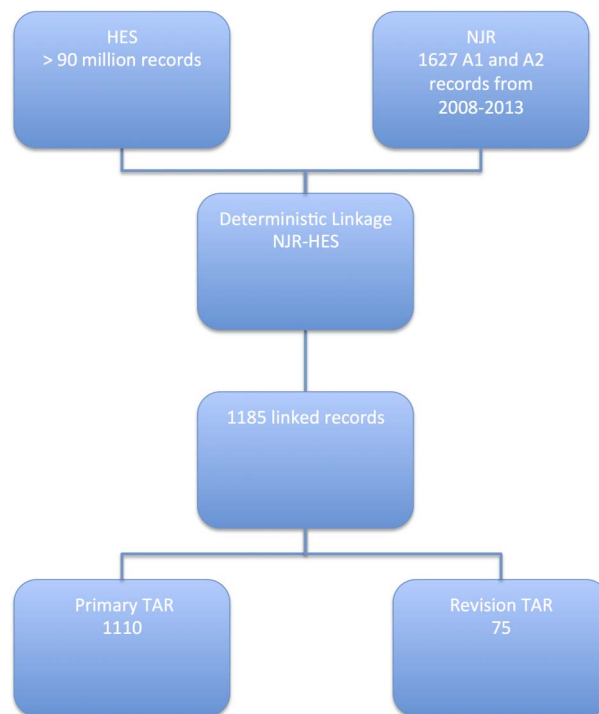 HES
> 90 million records
NJR
1627 A1 and A2
records from
2008-2013
Deterministic Linkage
NJR-HES
1185 linked records
Primary TAR
1110
Revision TAR
75